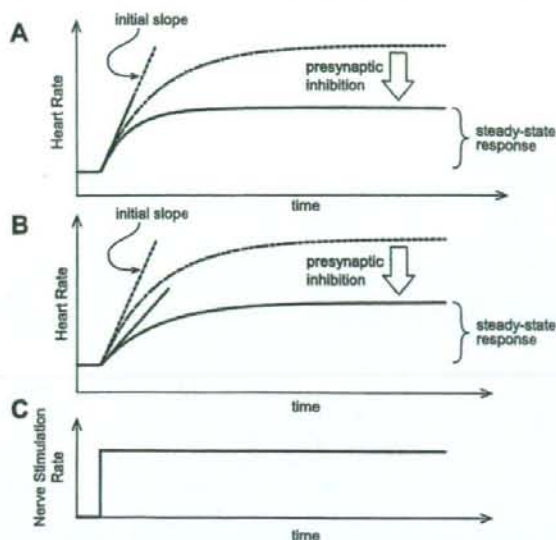 A
initial slope
Heart Rate
presynaptic
inhibition
steady-state
response
time
B
initial slope
Heart Rate
presynaptic
inhibition
steady-state
response
time
C
Nerve Stimulation
Rate
time